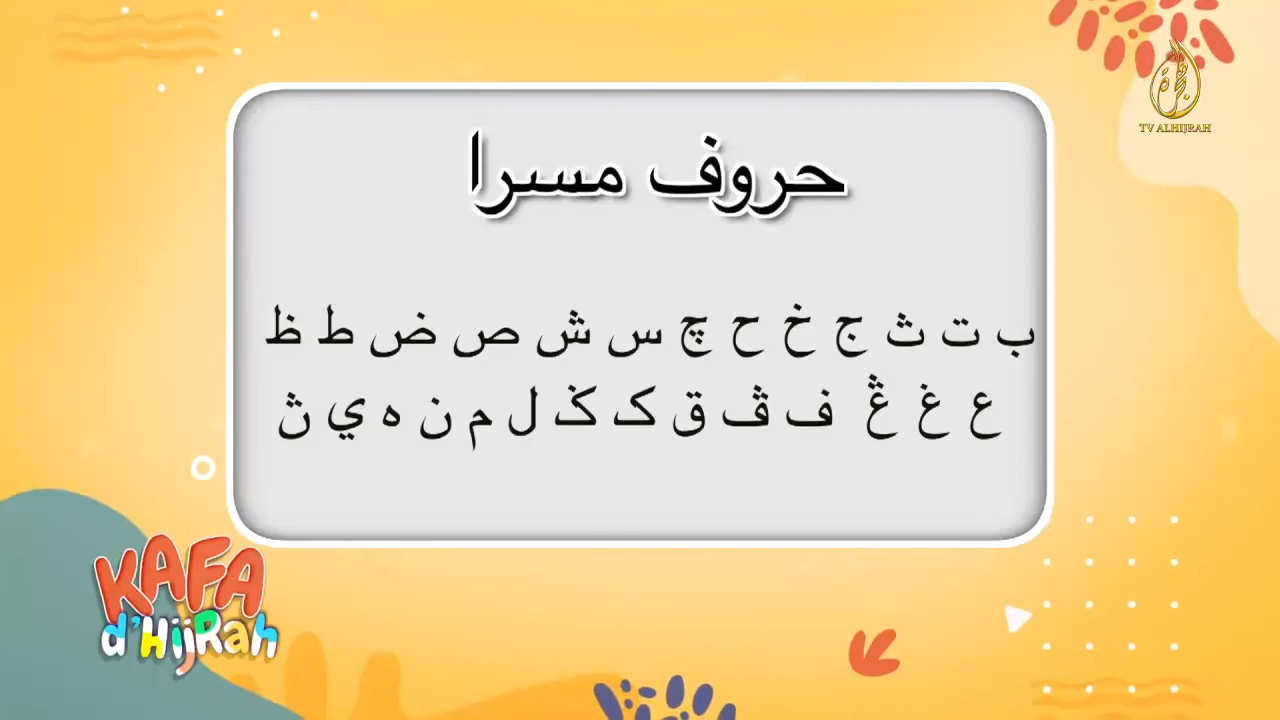 TV ALHIJRAH
حروف مسرا
ب ت ث ج خ ح چ س ش ص ض ط ظ
ع غ ڠ ف ڤ ق ک ݢ ل م ن ه ي ڽ
KAFA
d'HijRah